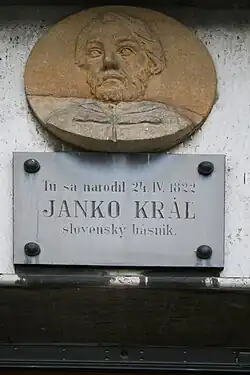 Tu sa narodil 24. IV. 1822
JANKO KRÁĽ
slovenský básnik.